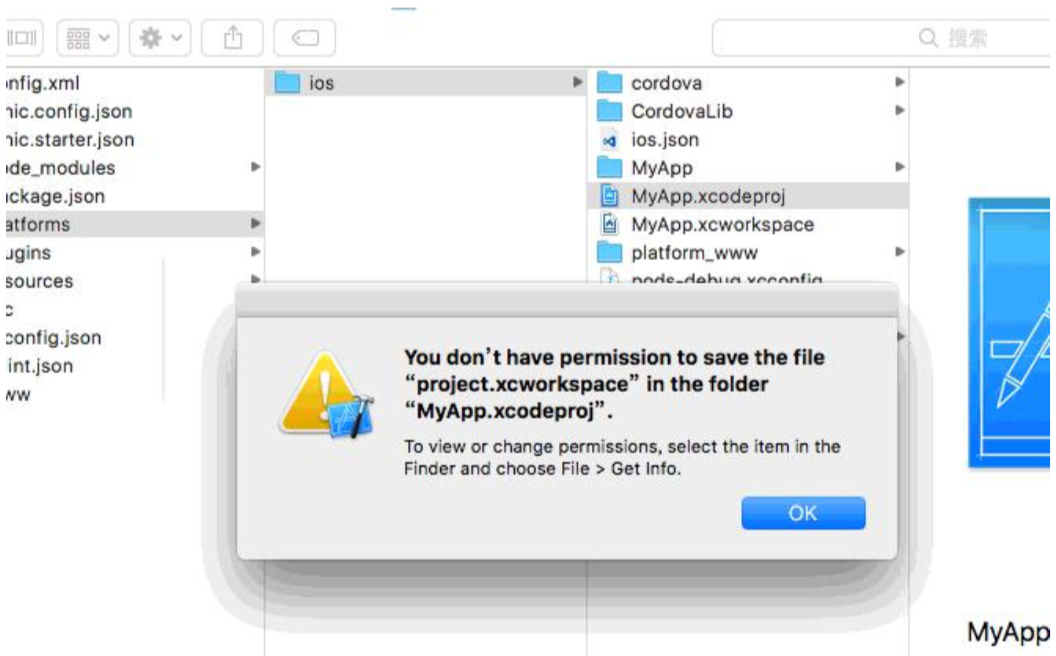 搜索
nfig.xml
nic.config.json
nic.starter.json
de_modules
ckage.json
atforms
ugins
sources
c
config.json
int.json
ww
ios
cordova
CordovaLib
ios.json
MyApp
MyApp.xcodeproj
MyApp.xcworkspace
platform_www
pods-debug.xcconfig
You don’t have permission to save the file
“project.xcworkspace” in the folder
“MyApp.xcodeproj”.
To view or change permissions, select the item in the
Finder and choose File > Get Info.
OK
MyApp